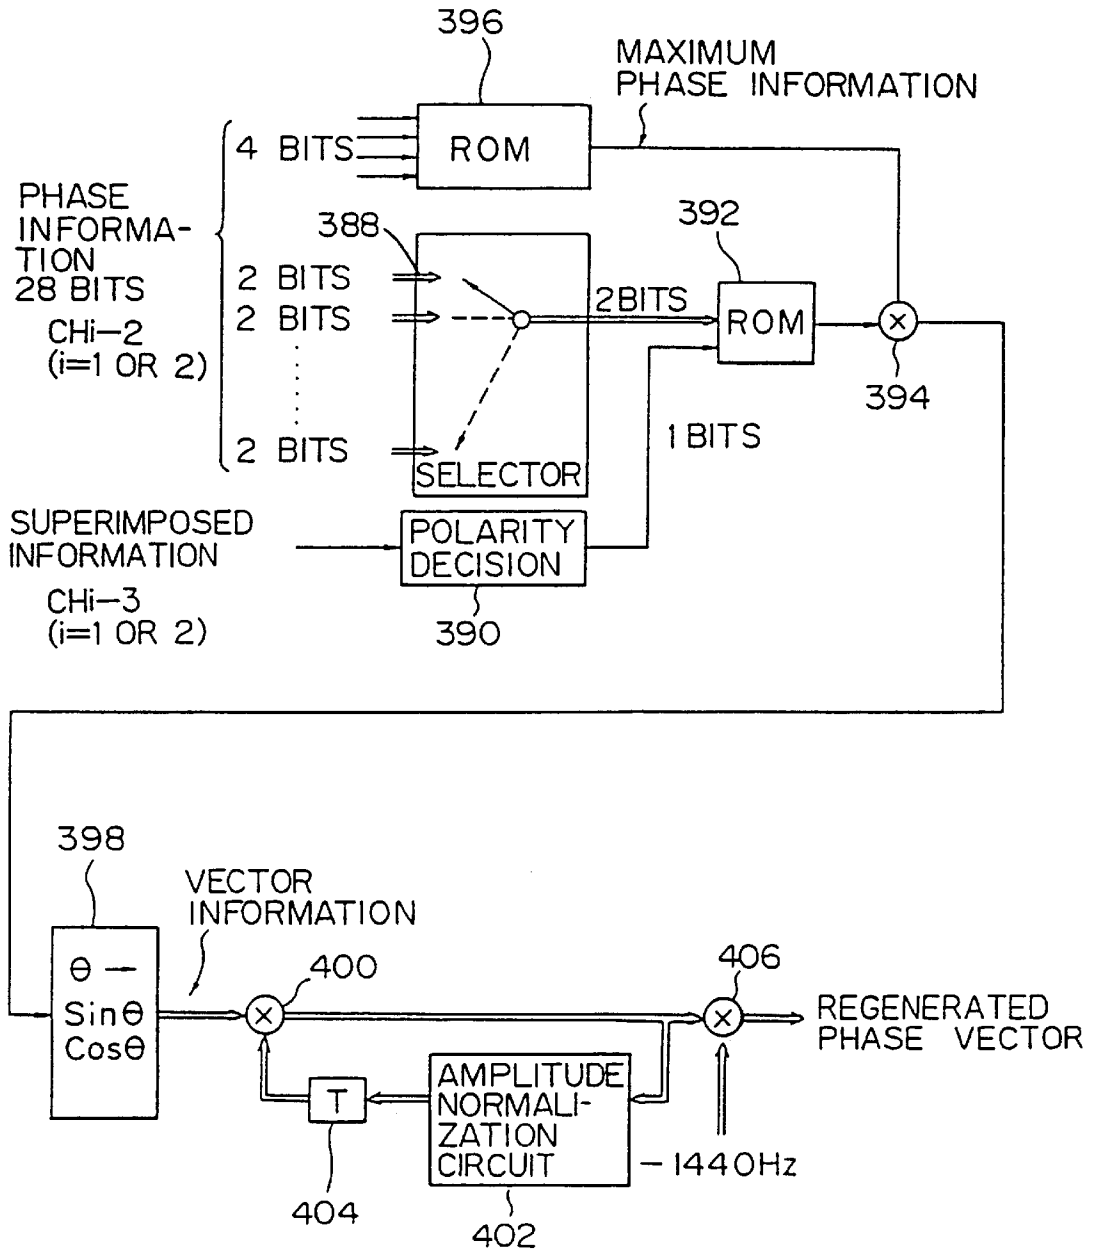 396
MAXIMUM
PHASE INFORMATION
4 BITS
ROM
PHASE
INFORMA-
TION
28 BITS
CHi-2
(i=1 OR 2)
388
392
2 BITS
2 BITS
2 BITS
2BITS
ROM
×
394
1 BITS
SELECTOR
SUPERIMPOSED
INFORMATION
CHi-3
(i=1 OR 2)
POLARITY
DECISION
390
398
VECTOR
INFORMATION
θ →
Sinθ
Cosθ
×
400
×
406
REGENERATED
PHASE VECTOR
T
404
AMPLITUDE
NORMALI-
ZATION
CIRCUIT
402
-1440Hz